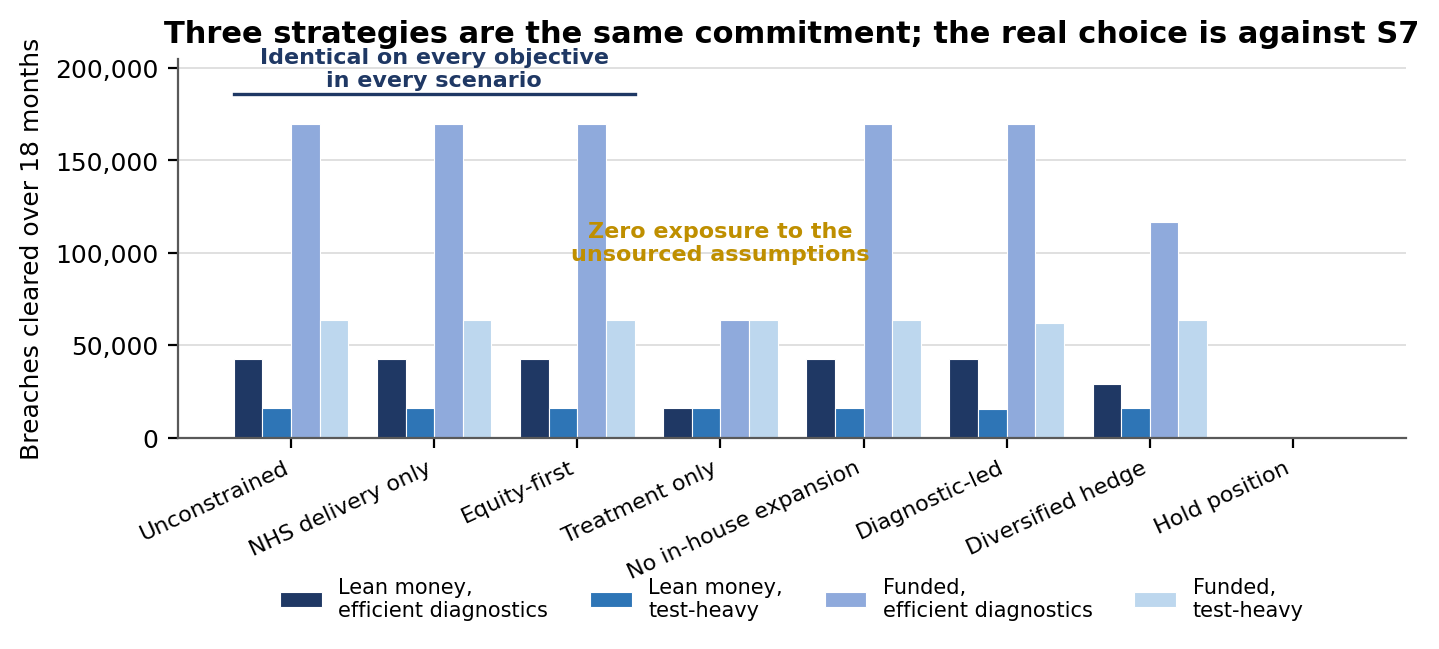 Three strategies are the same commitment; the real choice is against S7
Identical on every objective
in every scenario
Breaches cleared over 18 months
200,000
150,000
100,000
50,000
0
Zero exposure to the
unsourced assumptions
Unconstrained
NHS delivery only
Equity-first
Treatment only
No in-house expansion
Diagnostic-led
Diversified hedge
Hold position
Lean money,
efficient diagnostics
Lean money,
test-heavy
Funded,
efficient diagnostics
Funded,
test-heavy